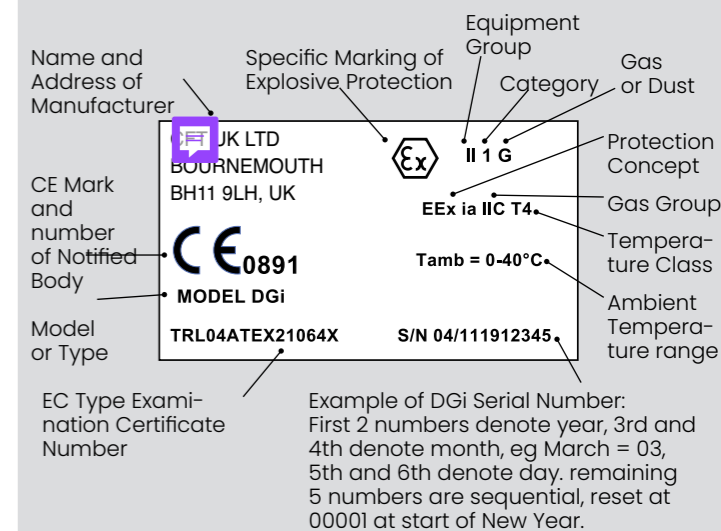 Equipment
Group
Name and
Address of
Manufacturer
Specific Marking of
Explosive Protection
Category
Gas
or Dust
UK LTD
BOURNEMOUTH
BH11 9LH, UK
Ex
II 1 G
Protection
Concept
EEx ia IIC T4
Gas Group
CE Mark
and
number
of Notified
Body
CE0891
Tempera-
ture Class
Tamb = 0-40°C
MODEL DGi
Ambient
Tempera-
ture range
Model
or Type
TRL04ATEX21064X
S/N 04/111912345
EC Type Exami-
nation Certificate
Number
Example of DGi Serial Number:
First 2 numbers denote year, 3rd and
4th denote month, eg March = 03,
5th and 6th denote day. remaining
5 numbers are sequential, reset at
00001 at start of New Year.